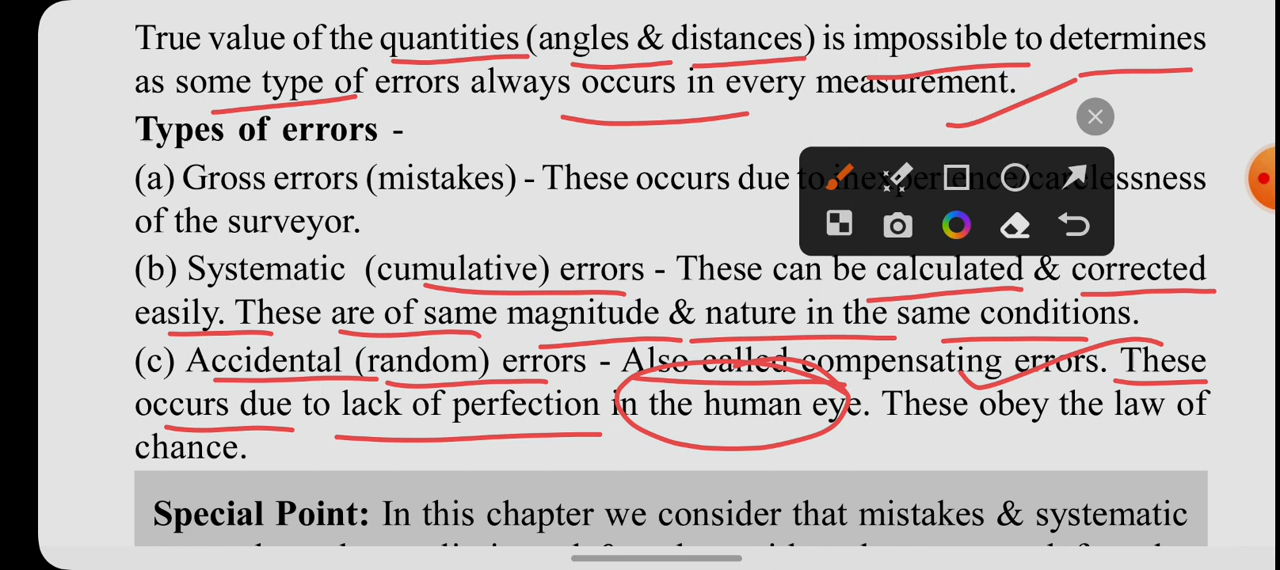 True value of the quantities (angles & distances) is impossible to determines
as some type of errors always occurs in every measurement.
Types of errors -
(a) Gross errors (mistakes) - These occurs due to inexperience/carelessness
of the surveyor.
(b) Systematic (cumulative) errors - These can be calculated & corrected
easily. These are of same magnitude & nature in the same conditions.
(c) Accidental (random) errors - Also called compensating errors. These
occurs due to lack of perfection in the human eye. These obey the law of
chance.
Special Point: In this chapter we consider that mistakes & systematic